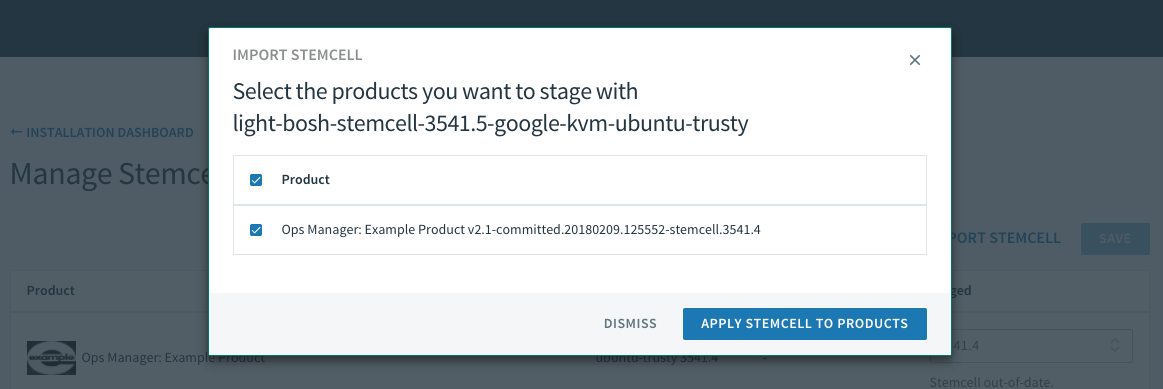 IMPORT STEMCELL
Select the products you want to stage with
light-bosh-stemcell-3541.5-google-kvm-ubuntu-trusty
Product
Ops Manager: Example Product v2.1-committed.20180209.125552-stemcell.3541.4
DISMISS
APPLY STEMCELL TO PRODUCTS
← INSTALLATION DASHBOARD
Manage Stemce
PORT STEMCELL
SAVE
Product
ged
example
Ops Manager: Example Product
ubuntu-trusty 3541.4
-
41.4
Stemcell out-of-date.